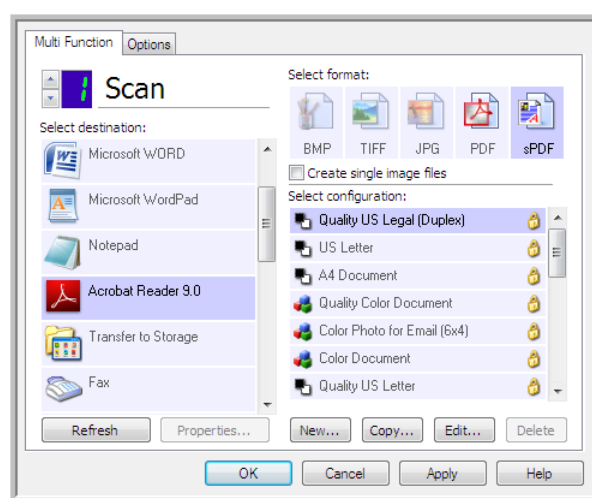 Multi Function
Options
1
Scan
Select destination:
Microsoft WORD
Microsoft WordPad
Notepad
Acrobat Reader 9.0
Transfer to Storage
Fax
Refresh
Properties...
Select format:
BMP
TIFF
JPG
PDF
sPDF
Create single image files
Select configuration:
Quality US Legal (Duplex)
US Letter
A4 Document
Quality Color Document
Color Photo for Email (6x4)
Color Document
Quality US Letter
New...
Copy...
Edit...
Delete
OK
Cancel
Apply
Help